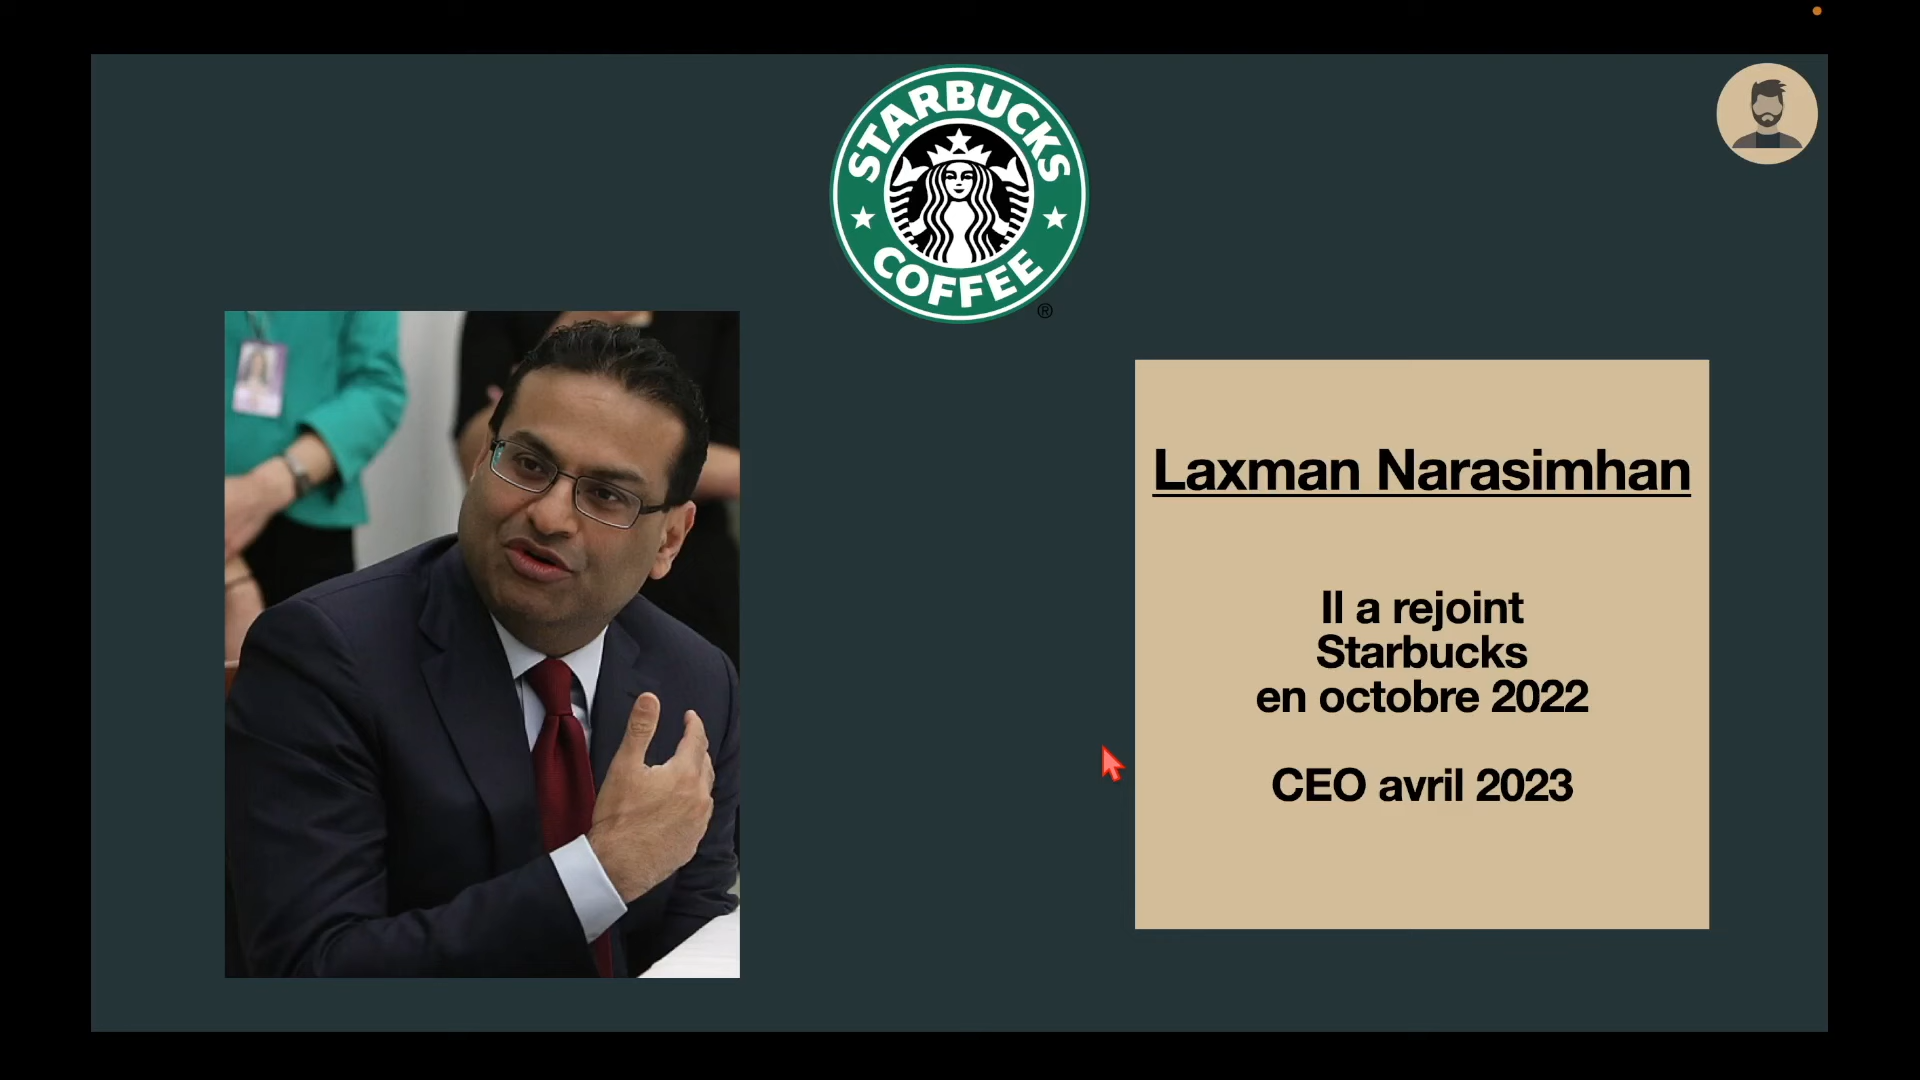 STARBUCKS
COFFEE
®
Laxman Narasimhan
Il a rejoint
Starbucks
en octobre 2022
CEO avril 2023